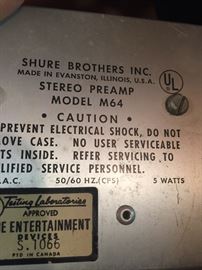 SHURE BROTHERS INC.
MADE IN EVANSTON, ILLINOIS, U.S.A.
UL
STEREO PREAMP
MODEL M64
• CAUTION •
PREVENT ELECTRICAL SHOCK, DO NOT
OVE CASE. NO USER SERVICEABLE
TS INSIDE. REFER SERVICING TO
LIFIED SERVICE PERSONNEL.
.A.C. 50/60 HZ.(CPS) 5 WATTS
Testing Laboratories
APPROVED
E ENTERTAINMENT
DEVICES
S. 1066
PTD IN CANADA